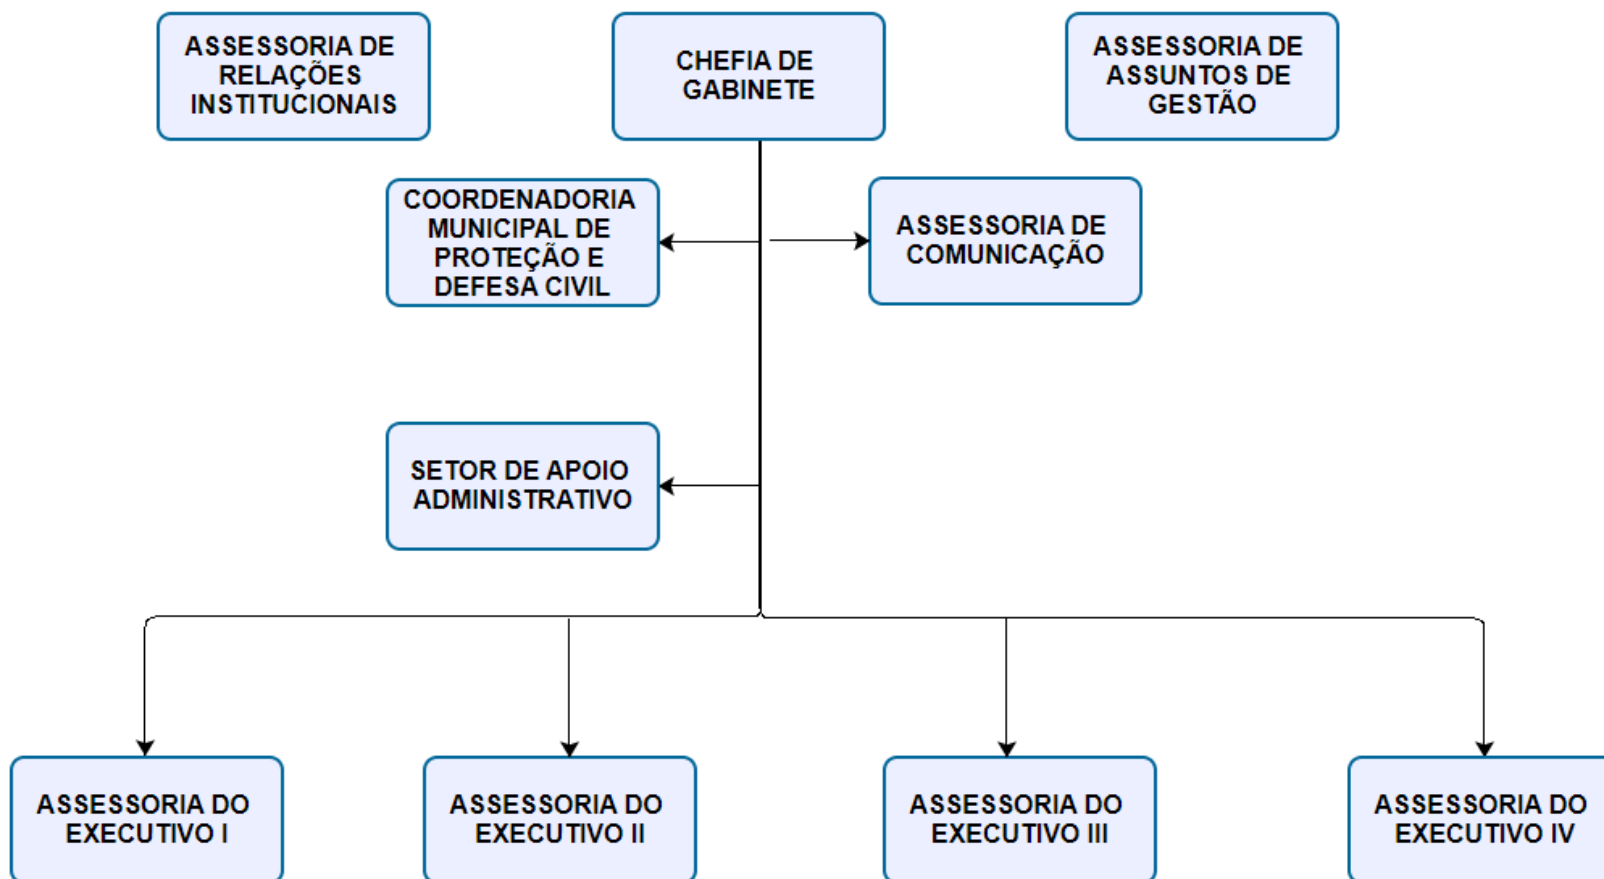 ASSESSORIA DE
RELAÇÕES
INSTITUCIONAIS
CHEFIA DE
GABINETE
ASSESSORIA DE
ASSUNTOS DE
GESTÃO
COORDENADORIA
MUNICIPAL DE
PROTEÇÃO E
DEFESA CIVIL
ASSESSORIA DE
COMUNICAÇÃO
SETOR DE APOIO
ADMINISTRATIVO
ASSESSORIA DO
EXECUTIVO I
ASSESSORIA DO
EXECUTIVO II
ASSESSORIA DO
EXECUTIVO III
ASSESSORIA DO
EXECUTIVO IV